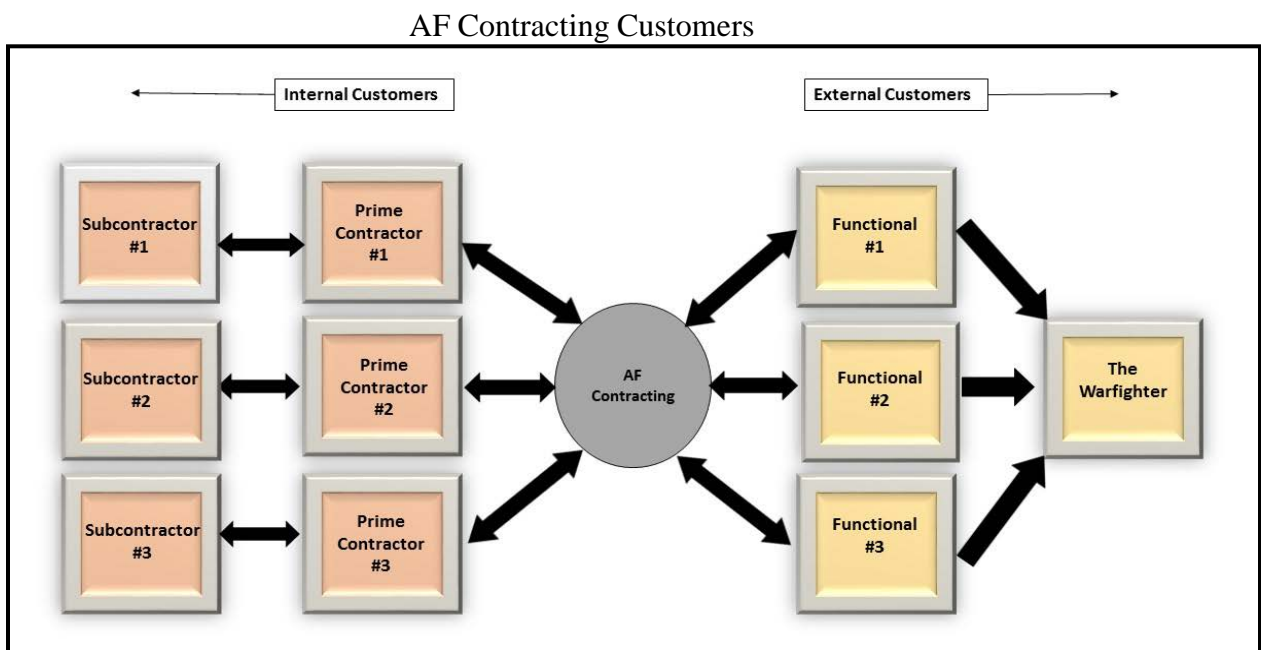 AF Contracting Customers
Internal Customers
External Customers
Subcontractor
#1
Prime
Contractor
#1
Functional
#1
Subcontractor
#2
Prime
Contractor
#2
AF
Contracting
Functional
#2
The
Warfighter
Subcontractor
#3
Prime
Contractor
#3
Functional
#3